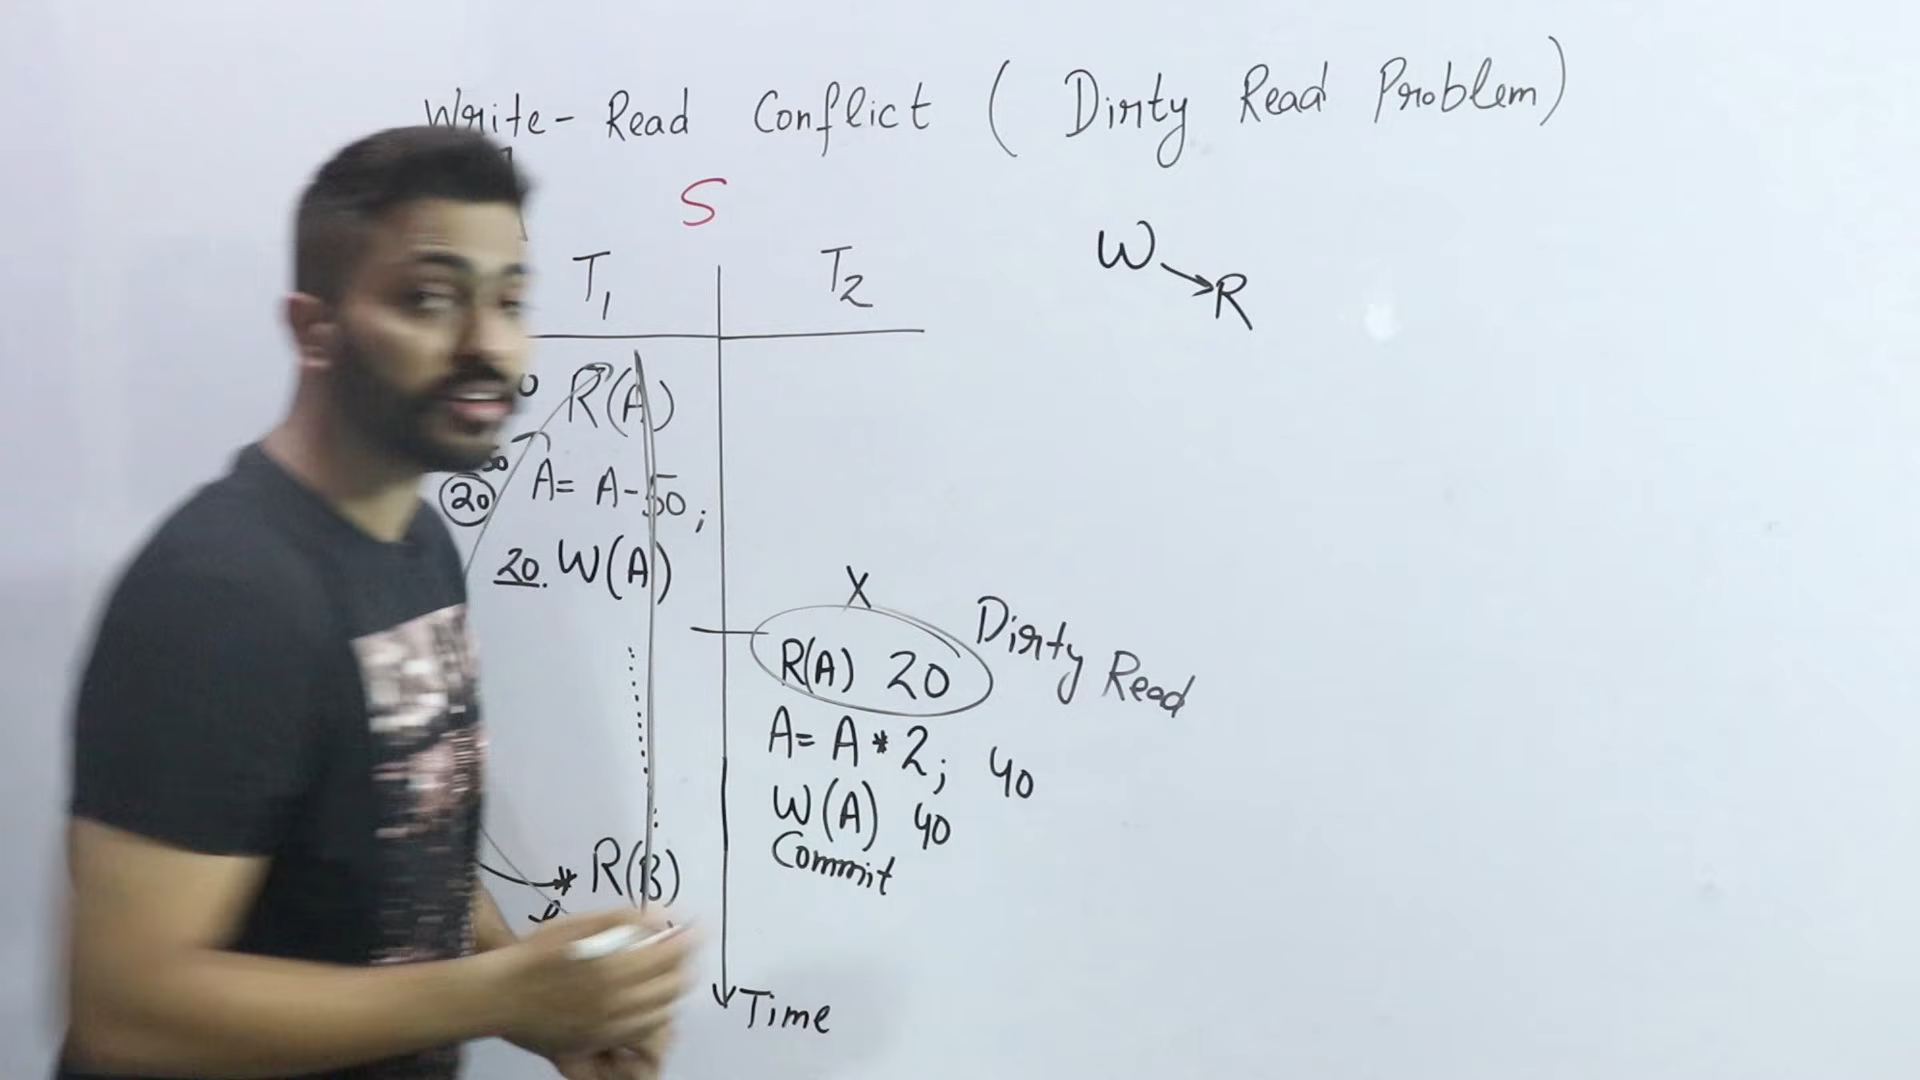 Write - Read Conflict ( Dirty Read Problem)
S
T1 T2
W → R
R(A)
A= A-50;
20
20. W(A)
X
R(A) 20
Dirty Read
A= A * 2; 40
W(A) 40
Commit
* R(B)
Time